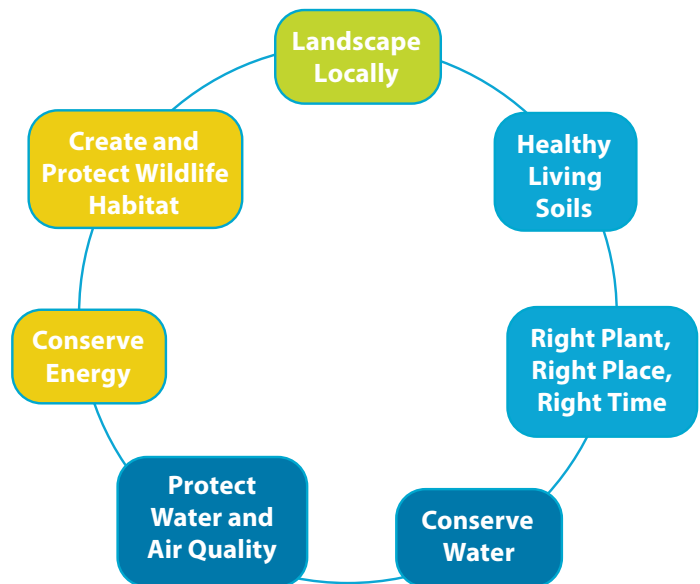 Landscape
Locally
Healthy
Living
Soils
Right Plant,
Right Place,
Right Time
Conserve
Water
Protect
Water and
Air Quality
Conserve
Energy
Create and
Protect Wildlife
Habitat